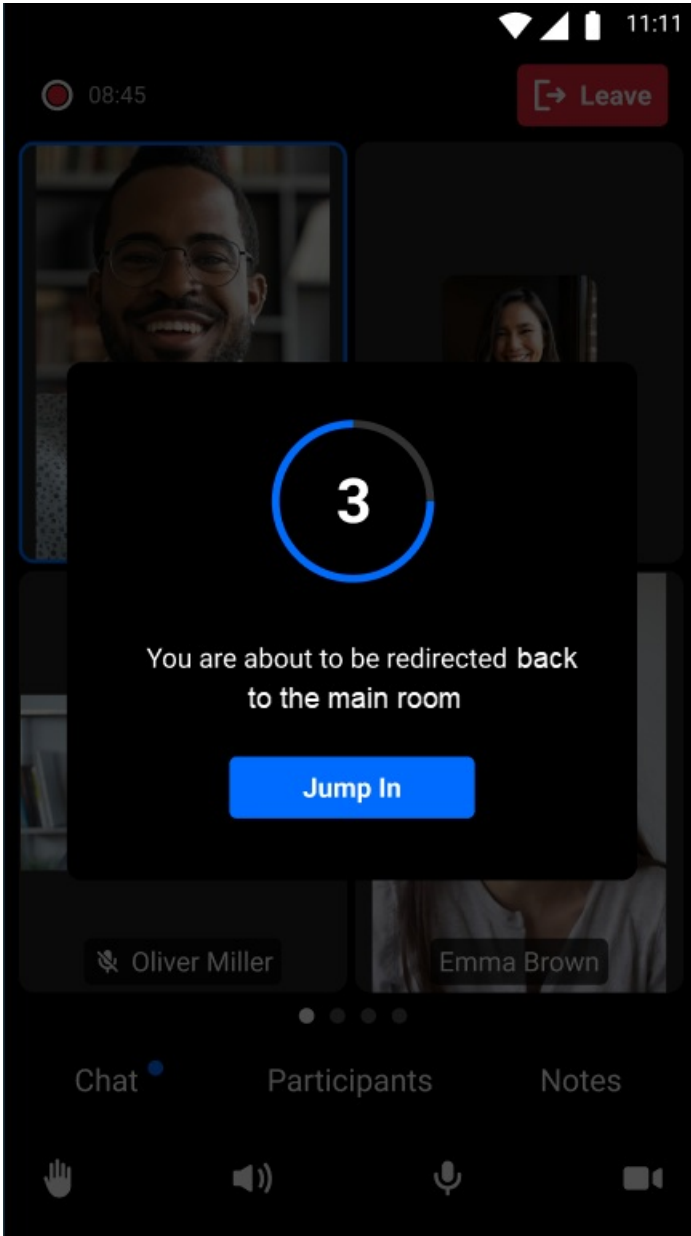 11:11
08:45
Leave
3
You are about to be redirected back
to the main room
Jump In
Oliver Miller
Emma Brown
Chat
Participants
Notes